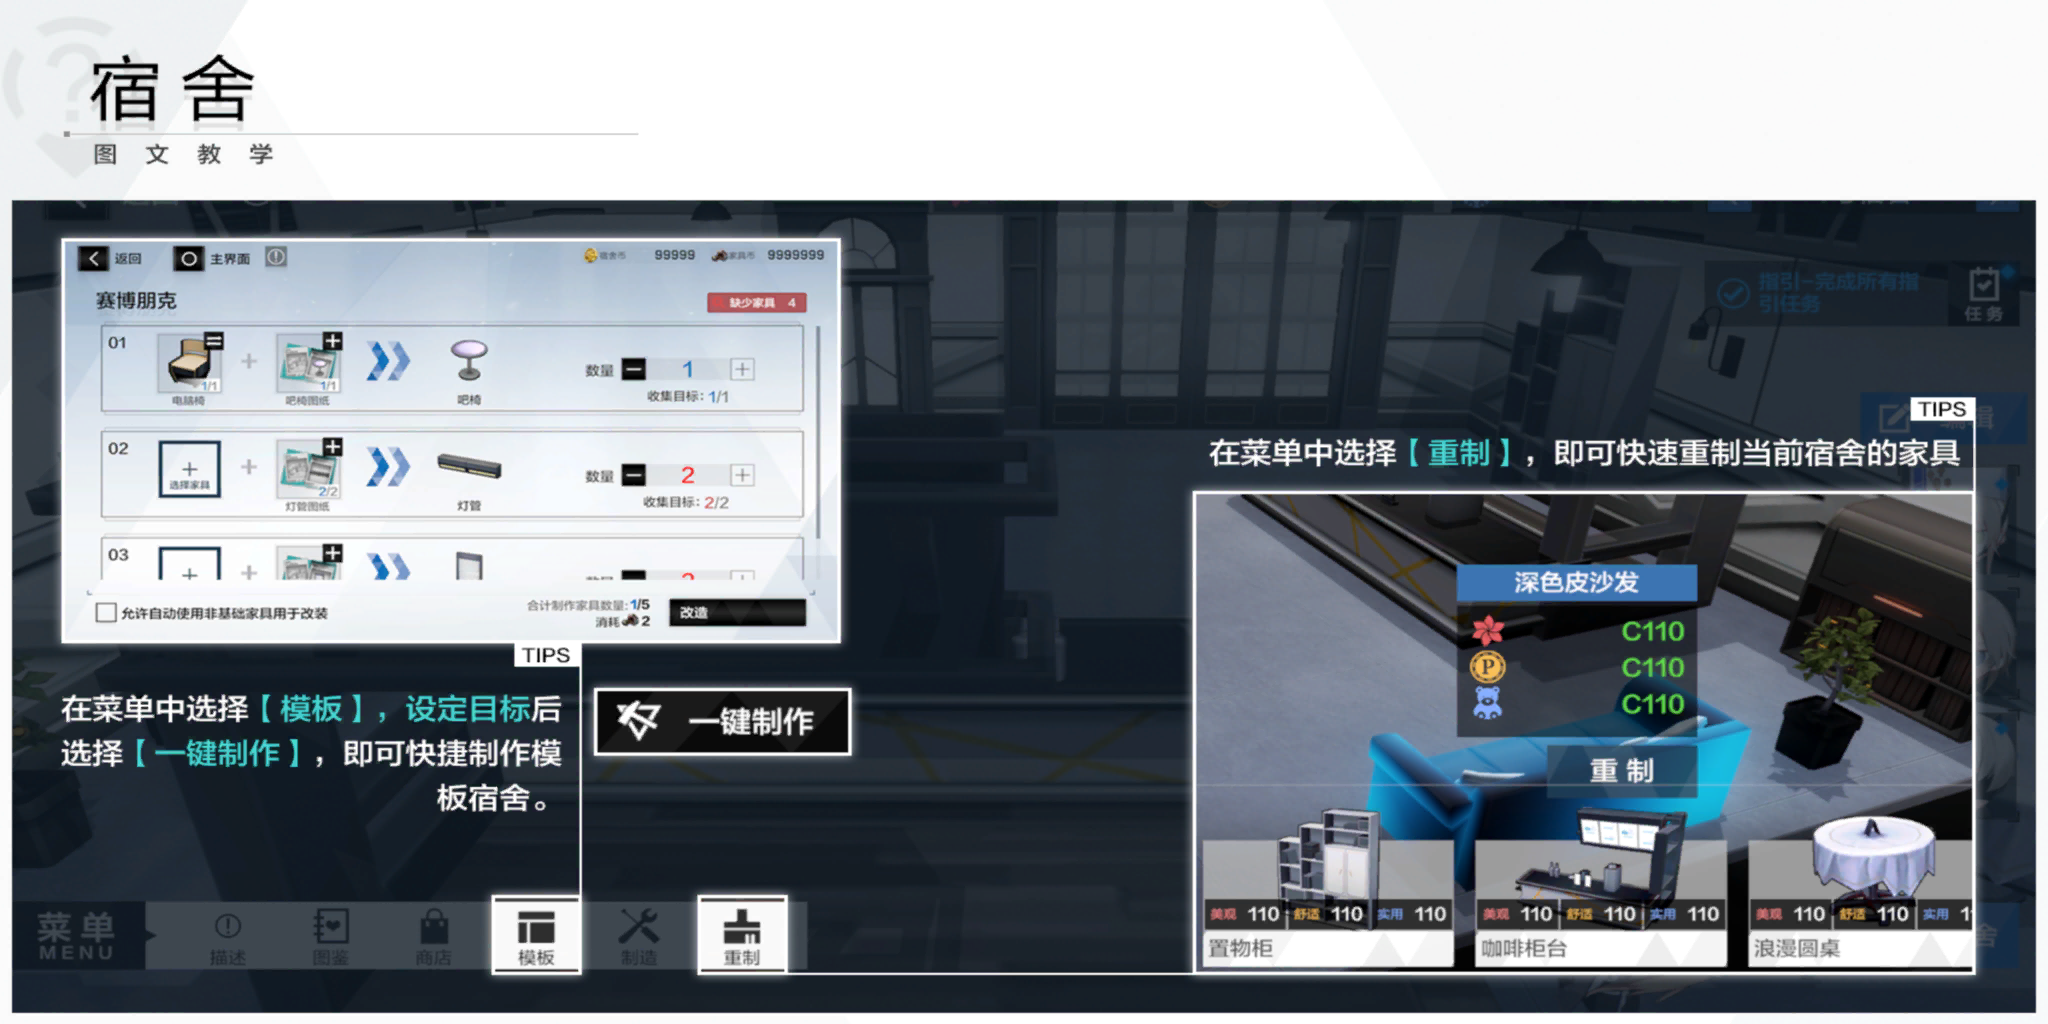 宿舍
图文教学
返回
主界面
宿舍币 99999
家具币 9999999
赛博朋克
缺少家具 4
01
1/1
电脑椅
1/1
吧椅图纸
吧椅
数量 1
收集目标: 1/1
02
选择家具
2/2
灯管图纸
灯管
数量 2
收集目标: 2/2
03
允许自动使用非基础家具用于改装
合计制作家具数量: 1/5
消耗 2
改造
TIPS
在菜单中选择【模板】，设定目标后
选择【一键制作】，即可快捷制作模
板宿舍。
一键制作
指引-完成所有指
引任务
任务
TIPS
编辑
在菜单中选择【重制】，即可快速重制当前宿舍的家具
深色皮沙发
C110
C110
C110
重制
美观 110 舒适 110 实用 110
置物柜
美观 110 舒适 110 实用 110
咖啡柜台
美观 110 舒适 110 实用
浪漫圆桌
菜单
MENU
描述
图鉴
商店
模板
制造
重制